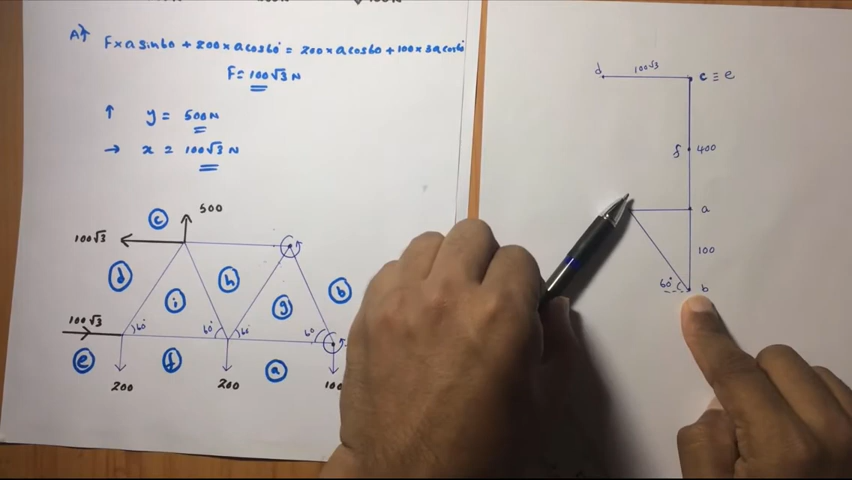 A↑ F×a sin60 + 200×a cos60° = 200×a cos60 + 100×3a cos60°
F = 100√3 N
↑ y = 500 N
→ x = 100√3 N
c
500
100√3
d
h
b
i
g
100√3
60°
60°
60°
60°
e
f
a
200
200
100
d 100√3 c ≡ e
f 400
a
100
60° b